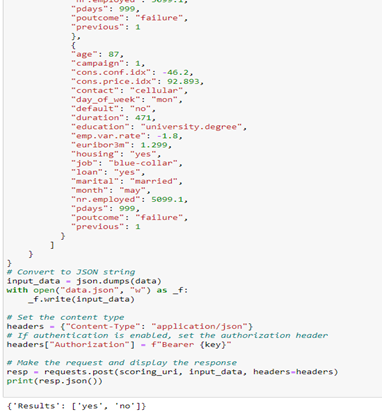 "nr.employed": 5099.1,
"pdays": 999,
"poutcome": "failure",
"previous": 1
},
{
"age": 87,
"campaign": 1,
"cons.conf.idx": -46.2,
"cons.price.idx": 92.893,
"contact": "cellular",
"day_of_week": "mon",
"default": "no",
"duration": 471,
"education": "university.degree",
"emp.var.rate": -1.8,
"euribor3m": 1.299,
"housing": "yes",
"job": "blue-collar",
"loan": "yes",
"marital": "married",
"month": "may",
"nr.employed": 5099.1,
"pdays": 999,
"poutcome": "failure",
"previous": 1
}
]
}
}
# Convert to JSON string
input_data = json.dumps(data)
with open("data.json", "w") as _f:
_f.write(input_data)
# Set the content type
headers = {"Content-Type": "application/json"}
# If authentication is enabled, set the authorization header
headers["Authorization"] = f"Bearer {key}"
# Make the request and display the response
resp = requests.post(scoring_uri, input_data, headers=headers)
print(resp.json())
{'Results': ['yes', 'no']}